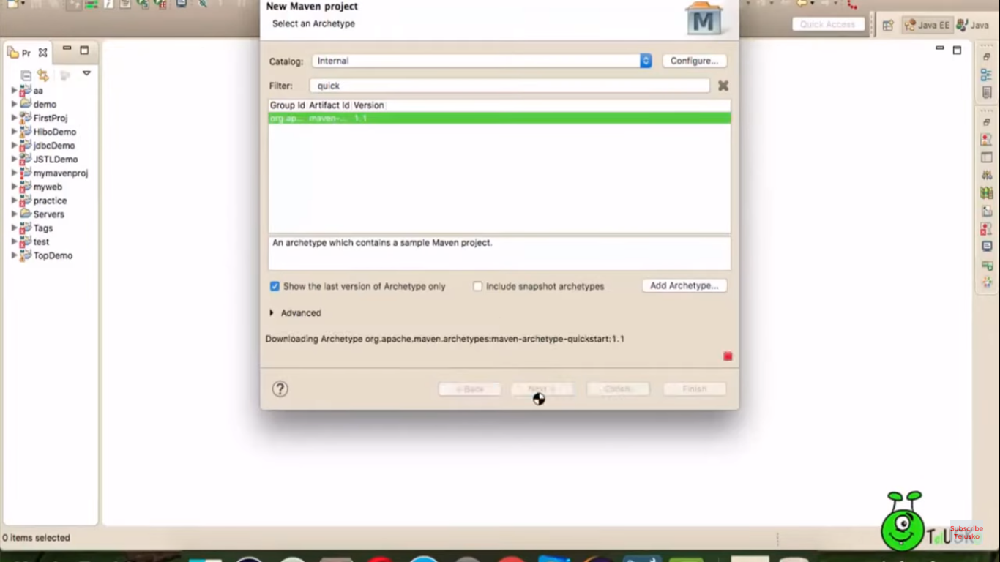 New Maven project
Select an Archetype
M
Quick Access
Java EE
Java
Pr
Catalog:
Internal
Configure...
Filter:
quick
Group Id
Artifact Id
Version
org.ap...
maven-...
1.1
aa
demo
FirstProj
HiboDemo
jdbcDemo
JSTLDemo
mymavenproj
myweb
practice
Servers
Tags
test
TopDemo
An archetype which contains a sample Maven project.
Show the last version of Archetype only
Include snapshot archetypes
Add Archetype...
Advanced
Downloading Archetype org.apache.maven.archetypes:maven-archetype-quickstart:1.1
?
< Back
Next >
Finish
0 items selected
Subscribe
Telusko